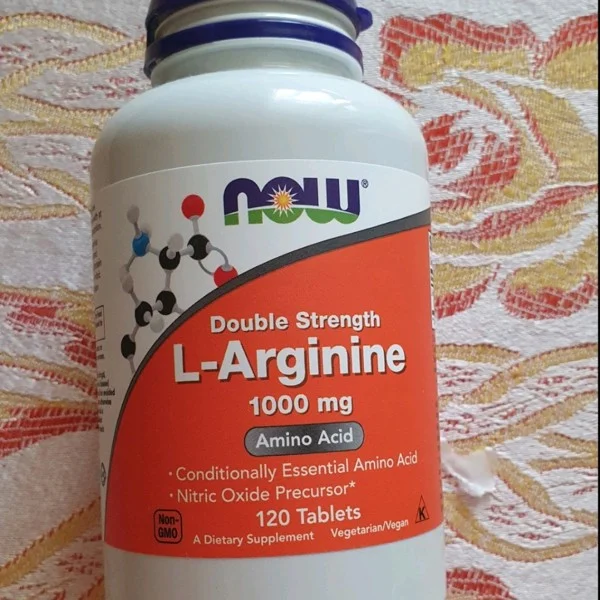 NOW®
Double Strength
L-Arginine
1000 mg
Amino Acid
• Conditionally Essential Amino Acid
• Nitric Oxide Precursor*
120 Tablets
Non-
GMO
A Dietary Supplement Vegetarian/Vegan
K